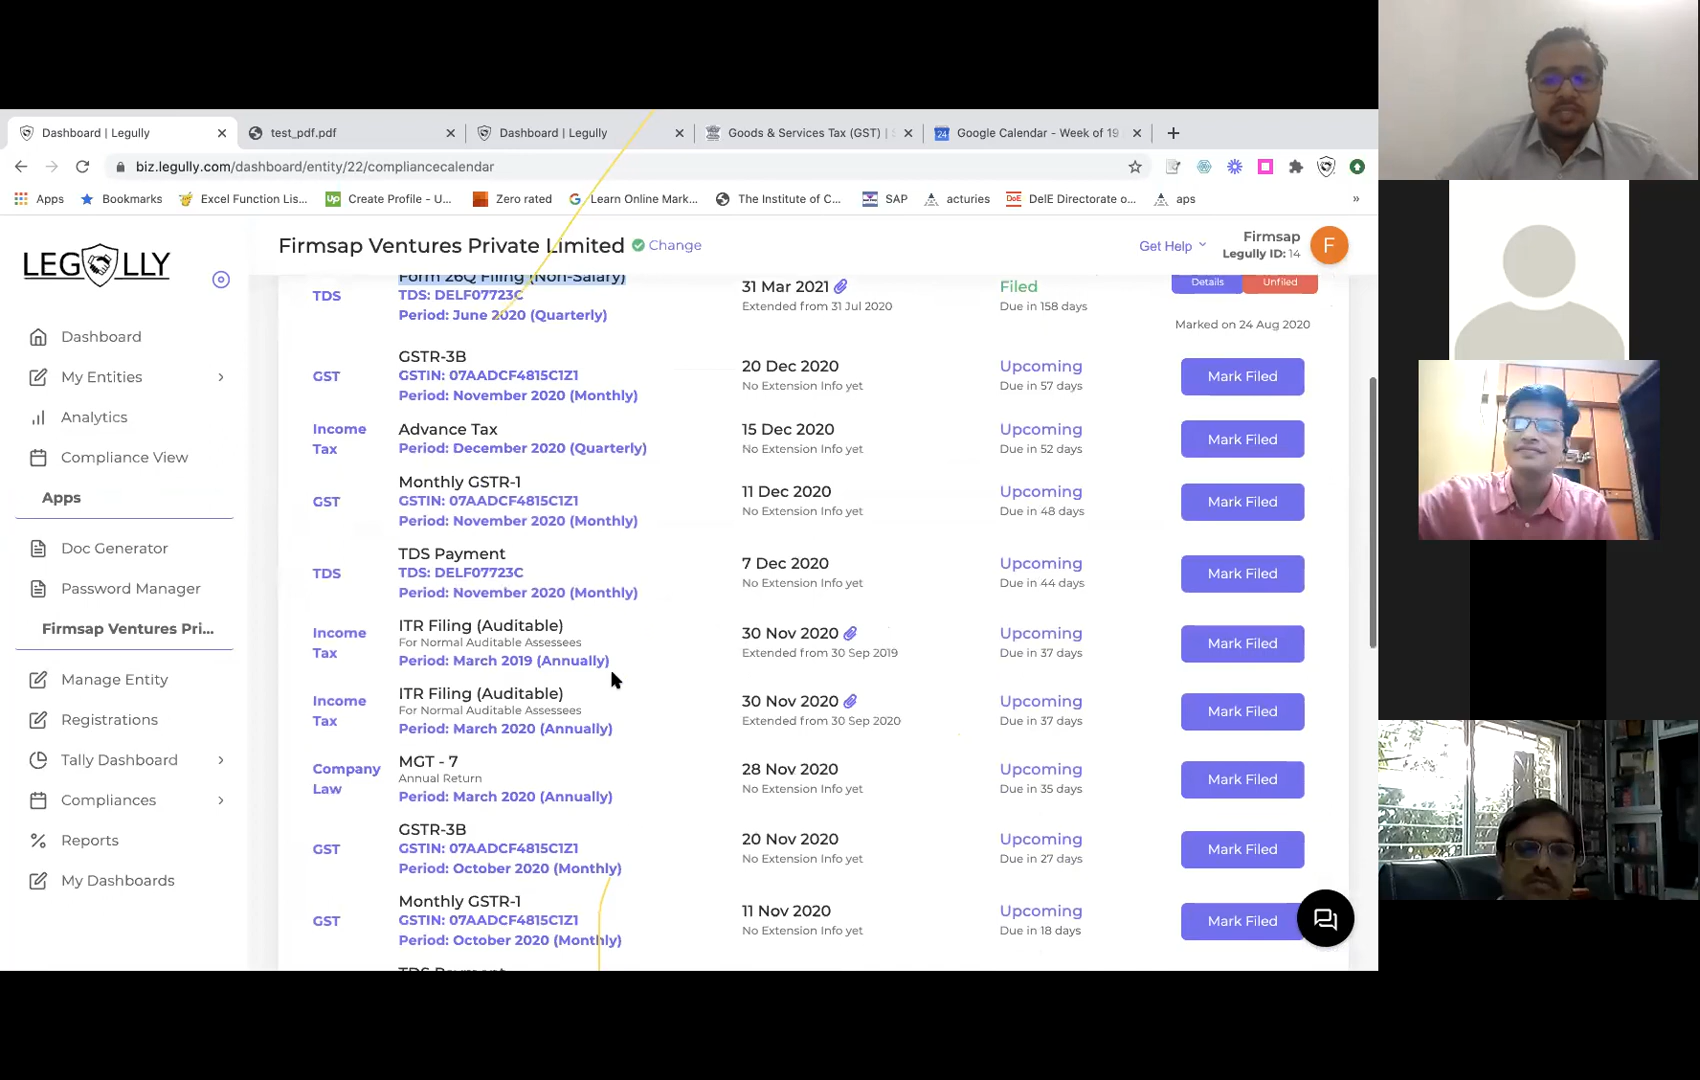 Dashboard | Legully
test_pdf.pdf
Dashboard | Legully
Goods & Services Tax (GST) |
Google Calendar - Week of 19
biz.legully.com/dashboard/entity/22/compliancecalendar
Apps
Bookmarks
Excel Function Lis...
Create Profile - U...
Zero rated
Learn Online Mark...
The Institute of C...
SAP
acturies
DelE Directorate o...
aps
»
LEGULLY
Firmsap Ventures Private Limited
Change
Get Help
Firmsap
Legully ID: 14
F
Dashboard
My Entities
Analytics
Compliance View
Apps
Doc Generator
Password Manager
Firmsap Ventures Pri...
Manage Entity
Registrations
Tally Dashboard
Compliances
Reports
My Dashboards
TDS
Form 26Q Filing (Non-Salary)
TDS: DELF07723C
Period: June 2020 (Quarterly)
31 Mar 2021
Extended from 31 Jul 2020
Filed
Due in 158 days
Details
Unfiled
Marked on 24 Aug 2020
GST
GSTR-3B
GSTIN: 07AADCF4815C1Z1
Period: November 2020 (Monthly)
20 Dec 2020
No Extension Info yet
Upcoming
Due in 57 days
Mark Filed
Income Tax
Advance Tax
Period: December 2020 (Quarterly)
15 Dec 2020
No Extension Info yet
Upcoming
Due in 52 days
Mark Filed
GST
Monthly GSTR-1
GSTIN: 07AADCF4815C1Z1
Period: November 2020 (Monthly)
11 Dec 2020
No Extension Info yet
Upcoming
Due in 48 days
Mark Filed
TDS
TDS Payment
TDS: DELF07723C
Period: November 2020 (Monthly)
7 Dec 2020
No Extension Info yet
Upcoming
Due in 44 days
Mark Filed
Income Tax
ITR Filing (Auditable)
For Normal Auditable Assessees
Period: March 2019 (Annually)
30 Nov 2020
Extended from 30 Sep 2019
Upcoming
Due in 37 days
Mark Filed
Income Tax
ITR Filing (Auditable)
For Normal Auditable Assessees
Period: March 2020 (Annually)
30 Nov 2020
Extended from 30 Sep 2020
Upcoming
Due in 37 days
Mark Filed
Company Law
MGT - 7
Annual Return
Period: March 2020 (Annually)
28 Nov 2020
No Extension Info yet
Upcoming
Due in 35 days
Mark Filed
GST
GSTR-3B
GSTIN: 07AADCF4815C1Z1
Period: October 2020 (Monthly)
20 Nov 2020
No Extension Info yet
Upcoming
Due in 27 days
Mark Filed
GST
Monthly GSTR-1
GSTIN: 07AADCF4815C1Z1
Period: October 2020 (Monthly)
11 Nov 2020
No Extension Info yet
Upcoming
Due in 18 days
Mark Filed
TDS Payment